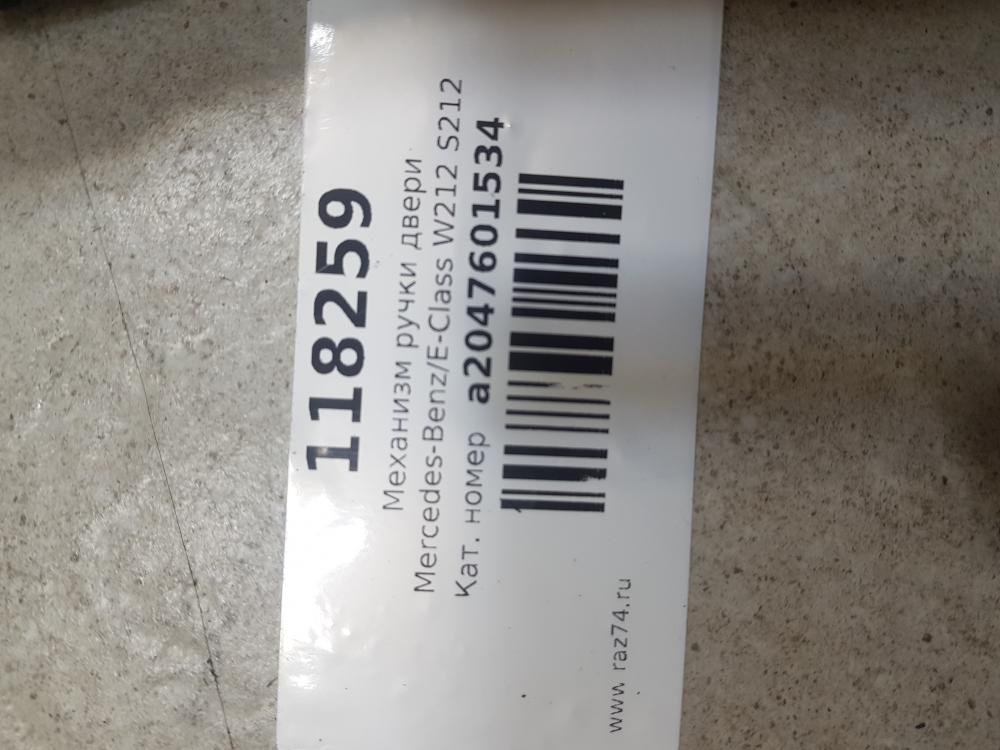 118259
Механизм ручки двери
Mercedes-Benz/E-Class W212 S212
Кат. номер a2047601534
www.raz74.ru